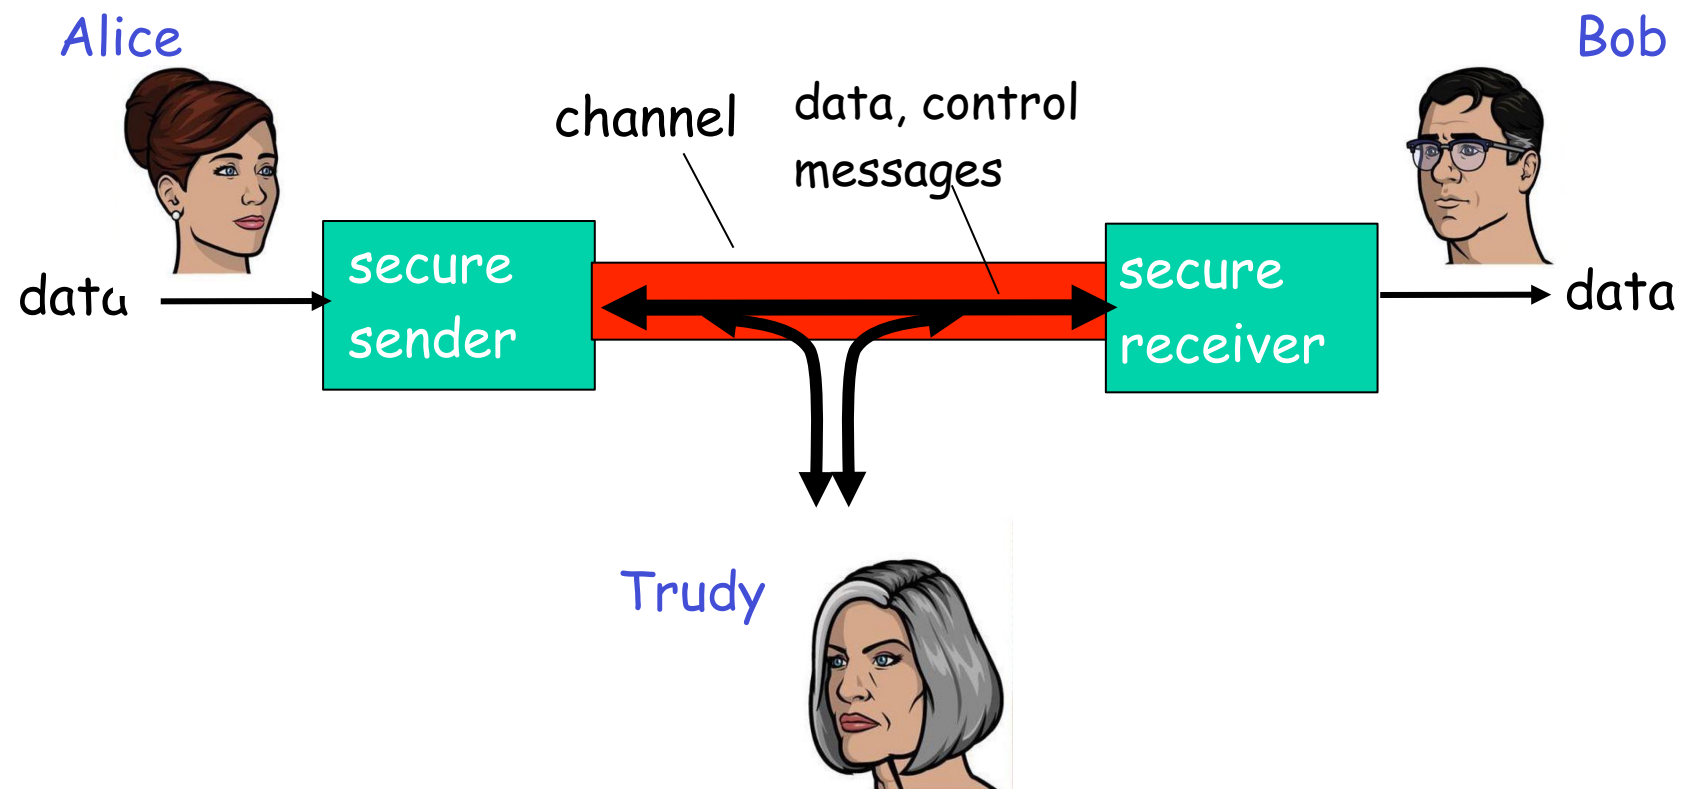 Alice
Bob
channel
data, control
messages
secure
sender
secure
receiver
data
data
Trudy